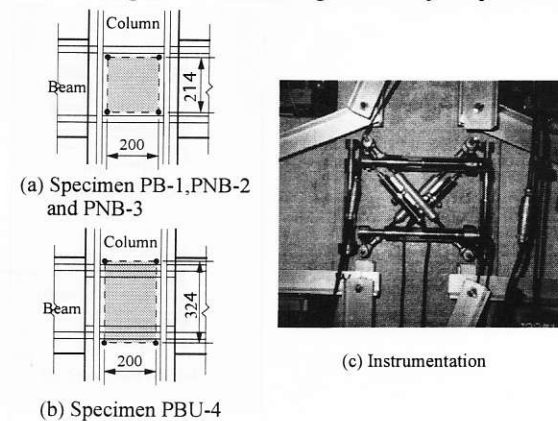 Column
Beam
214
200
(a) Specimen PB-1,PNB-2
and PNB-3
Column
Beam
324
200
(b) Specimen PBU-4
(c) Instrumentation